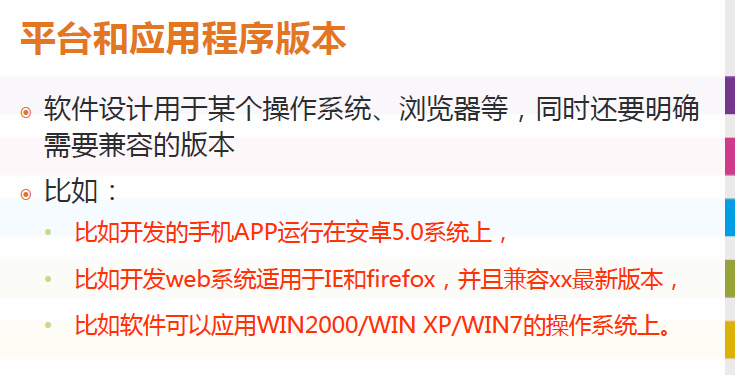 平台和应用程序版本
软件设计用于某个操作系统、浏览器等，同时还要明确
需要兼容的版本
比如：
比如开发的手机APP运行在安卓5.0系统上，
比如开发web系统适用于IE和firefox，并且兼容xx最新版本，
比如软件可以应用WIN2000/WIN XP/WIN7的操作系统上。